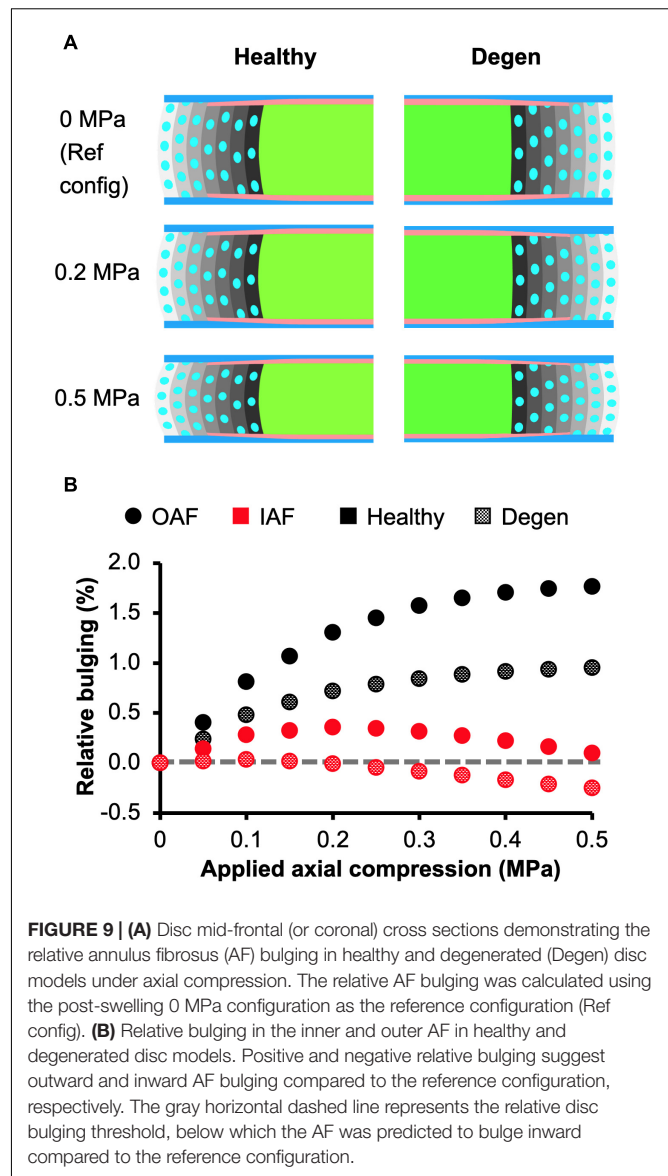 A
Healthy Degen
0 MPa
(Ref
config)
0.2 MPa
0.5 MPa
B
OAF IAF Healthy Degen
2.0
1.5
1.0
0.5
0.0
-0.5
Relative bulging (%)
0 0.1 0.2 0.3 0.4 0.5
Applied axial compression (MPa)
FIGURE 9 | (A) Disc mid-frontal (or coronal) cross sections demonstrating the
relative annulus fibrosus (AF) bulging in healthy and degenerated (Degen) disc
models under axial compression. The relative AF bulging was calculated using
the post-swelling 0 MPa configuration as the reference configuration (Ref
config). (B) Relative bulging in the inner and outer AF in healthy and
degenerated disc models. Positive and negative relative bulging suggest
outward and inward AF bulging compared to the reference configuration,
respectively. The gray horizontal dashed line represents the relative disc
bulging threshold, below which the AF was predicted to bulge inward
compared to the reference configuration.